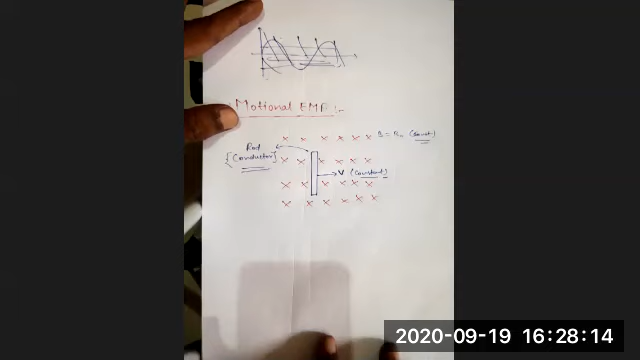 Motional EMF :-
B = B₀ (Const)
Rod
{Conductor}
V (Constant)
2020-09-19 16:28:14